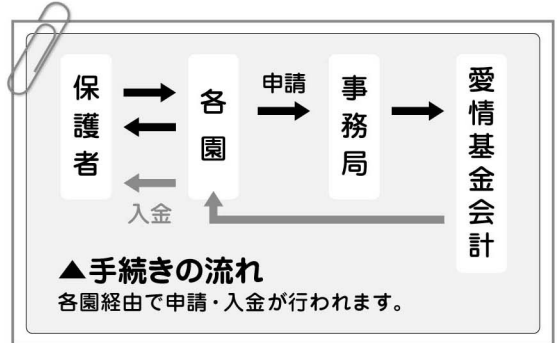 保護者
各園
申請
事務局
愛情基金会計
入金
▲手続きの流れ
各園経由で申請・入金が行われます。